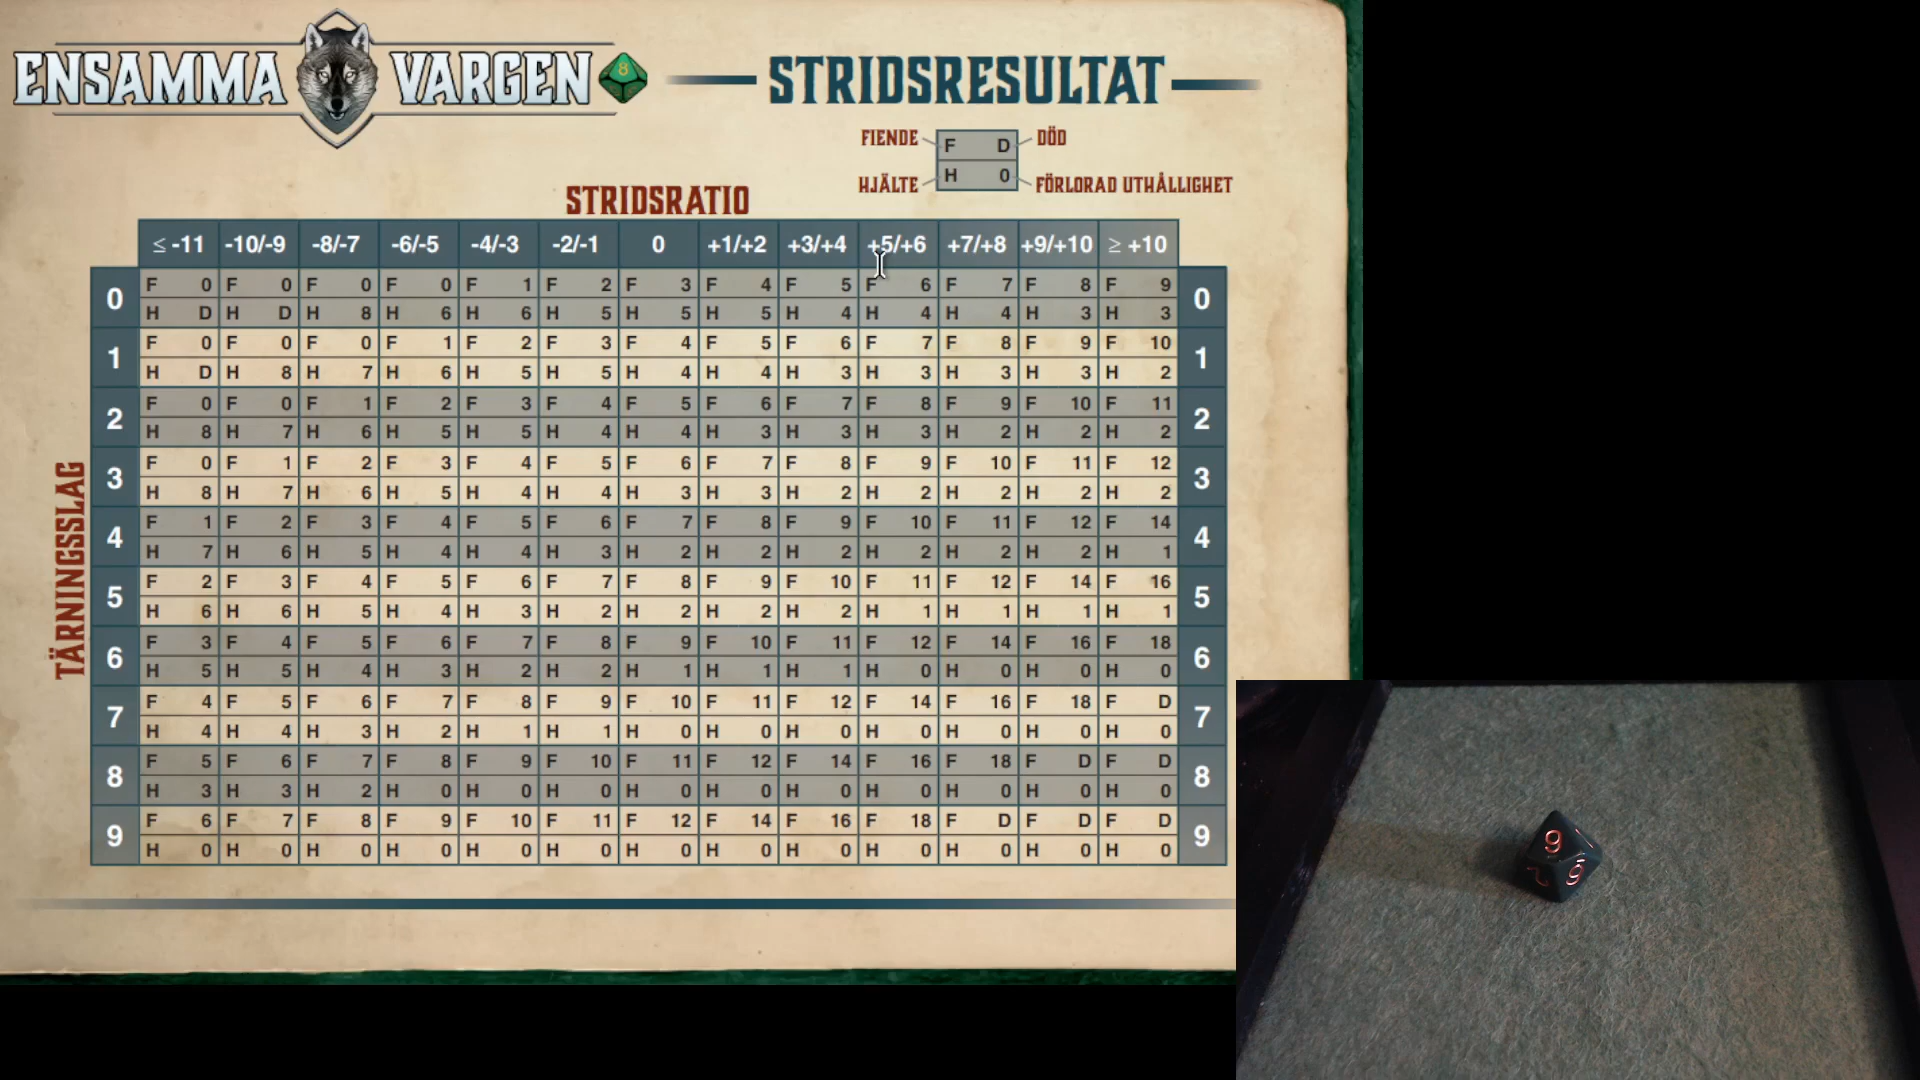 ENSAMMA VARGEN 8
STRIDSRESULTAT
FIENDE F D DÖD
HJÄLTE H 0 FÖRLORAD UTHÅLLIGHET
STRIDSRATIO
TÄRNINGSSLAG
≤ -11 -10/-9 -8/-7 -6/-5 -4/-3 -2/-1 0 +1/+2 +3/+4 +5/+6 +7/+8 +9/+10 ≥ +10
0 F 0 F 0 F 0 F 0 F 1 F 2 F 3 F 4 F 5 F 6 F 7 F 8 F 9 0
H D H D H 8 H 6 H 6 H 5 H 5 H 5 H 4 H 4 H 4 H 3 H 3
1 F 0 F 0 F 0 F 1 F 2 F 3 F 4 F 5 F 6 F 7 F 8 F 9 F 10 1
H D H 8 H 7 H 6 H 5 H 5 H 4 H 4 H 3 H 3 H 3 H 3 H 2
2 F 0 F 0 F 1 F 2 F 3 F 4 F 5 F 6 F 7 F 8 F 9 F 10 F 11 2
H 8 H 7 H 6 H 5 H 5 H 4 H 4 H 3 H 3 H 3 H 2 H 2 H 2
3 F 0 F 1 F 2 F 3 F 4 F 5 F 6 F 7 F 8 F 9 F 10 F 11 F 12 3
H 8 H 7 H 6 H 5 H 4 H 4 H 3 H 3 H 2 H 2 H 2 H 2 H 2
4 F 1 F 2 F 3 F 4 F 5 F 6 F 7 F 8 F 9 F 10 F 11 F 12 F 14 4
H 7 H 6 H 5 H 4 H 4 H 3 H 2 H 2 H 2 H 2 H 2 H 2 H 1
5 F 2 F 3 F 4 F 5 F 6 F 7 F 8 F 9 F 10 F 11 F 12 F 14 F 16 5
H 6 H 6 H 5 H 4 H 3 H 2 H 2 H 2 H 2 H 1 H 1 H 1 H 1
6 F 3 F 4 F 5 F 6 F 7 F 8 F 9 F 10 F 11 F 12 F 14 F 16 F 18 6
H 5 H 5 H 4 H 3 H 2 H 2 H 1 H 1 H 1 H 0 H 0 H 0 H 0
7 F 4 F 5 F 6 F 7 F 8 F 9 F 10 F 11 F 12 F 14 F 16 F 18 F D 7
H 4 H 4 H 3 H 2 H 1 H 1 H 0 H 0 H 0 H 0 H 0 H 0 H 0
8 F 5 F 6 F 7 F 8 F 9 F 10 F 11 F 12 F 14 F 16 F 18 F D F D 8
H 3 H 3 H 2 H 0 H 0 H 0 H 0 H 0 H 0 H 0 H 0 H 0 H 0
9 F 6 F 7 F 8 F 9 F 10 F 11 F 12 F 14 F 16 F 18 F D F D F D 9
H 0 H 0 H 0 H 0 H 0 H 0 H 0 H 0 H 0 H 0 H 0 H 0 H 0
9